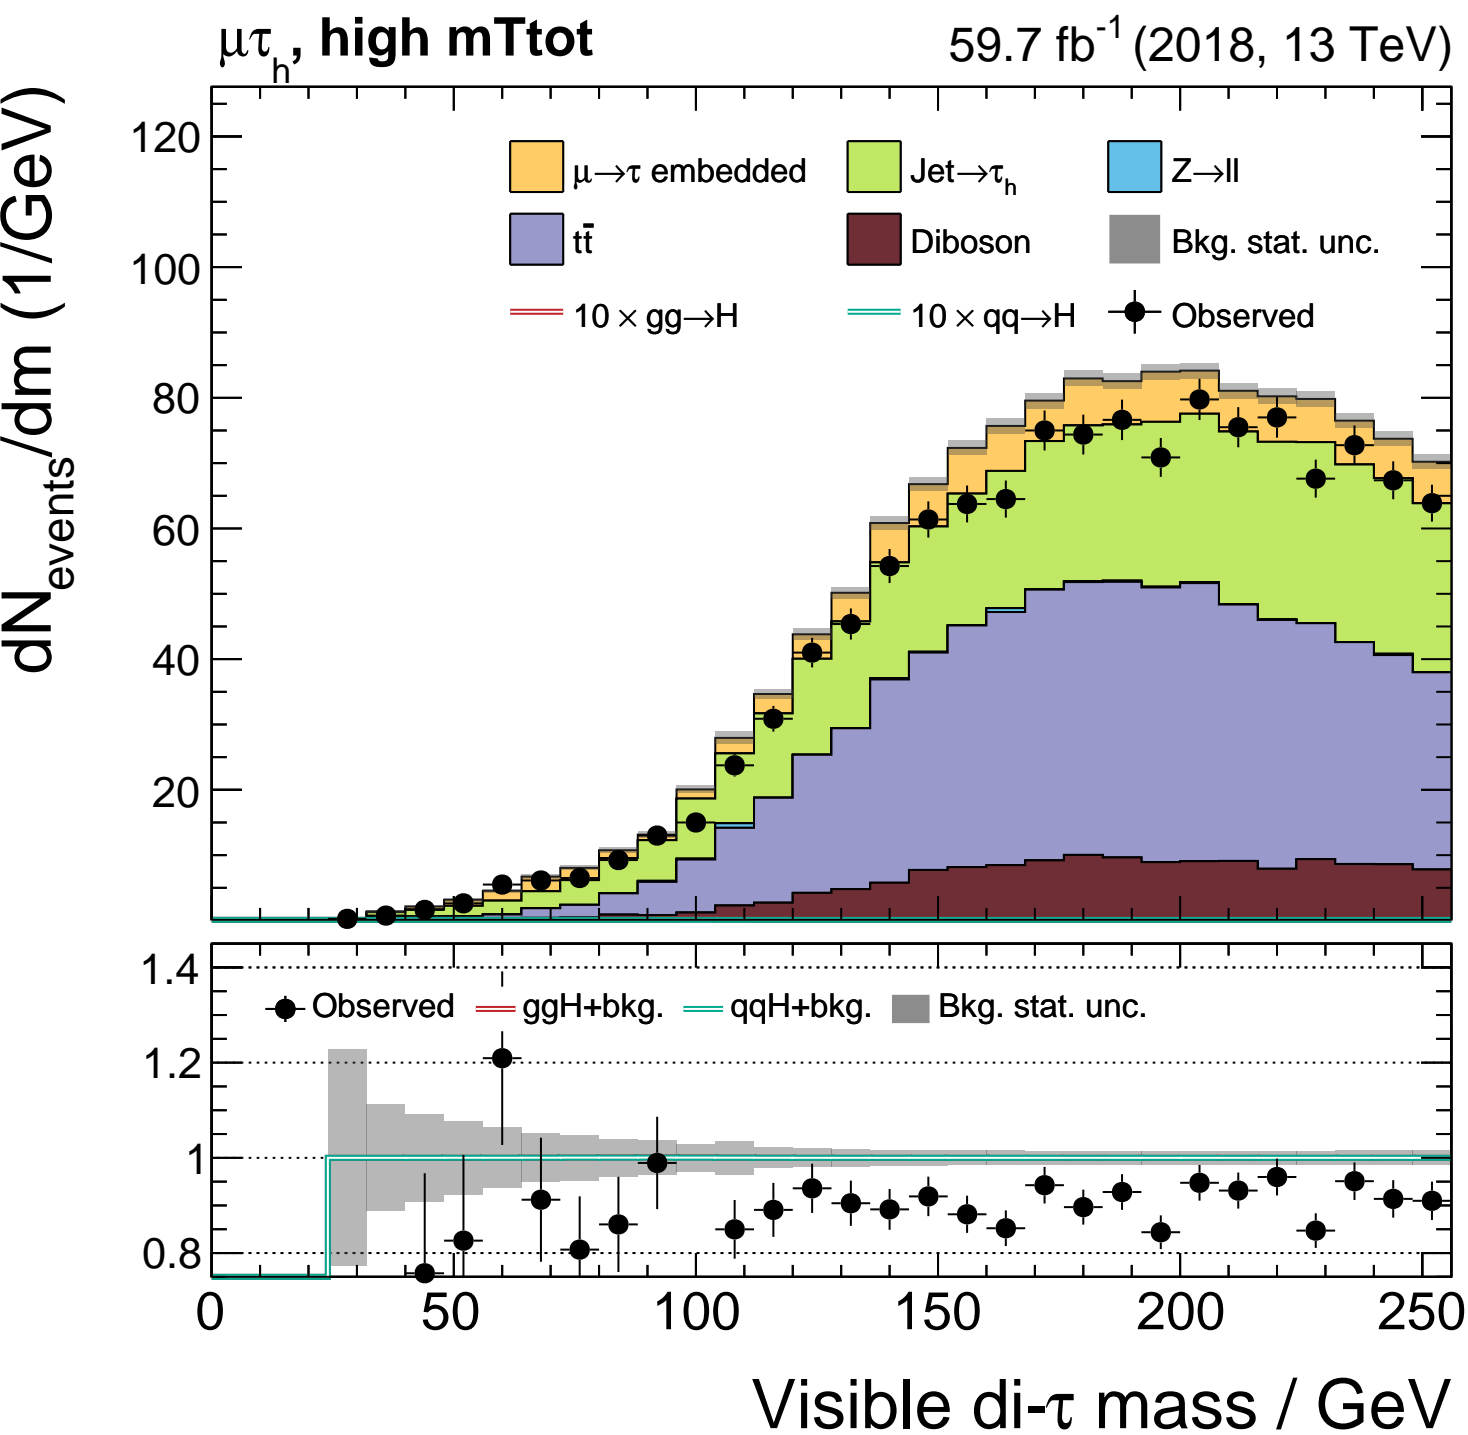 μτh, high mTtot
59.7 fb-1 (2018, 13 TeV)
dNevents/dm (1/GeV)
120
100
80
60
40
20
μ→τ embedded
Jet→τh
Z→ll
tt̄
Diboson
Bkg. stat. unc.
10 × gg→H
10 × qq→H
Observed
1.4
1.2
1
0.8
Observed
ggH+bkg.
qqH+bkg.
Bkg. stat. unc.
0 50 100 150 200 250
Visible di-τ mass / GeV